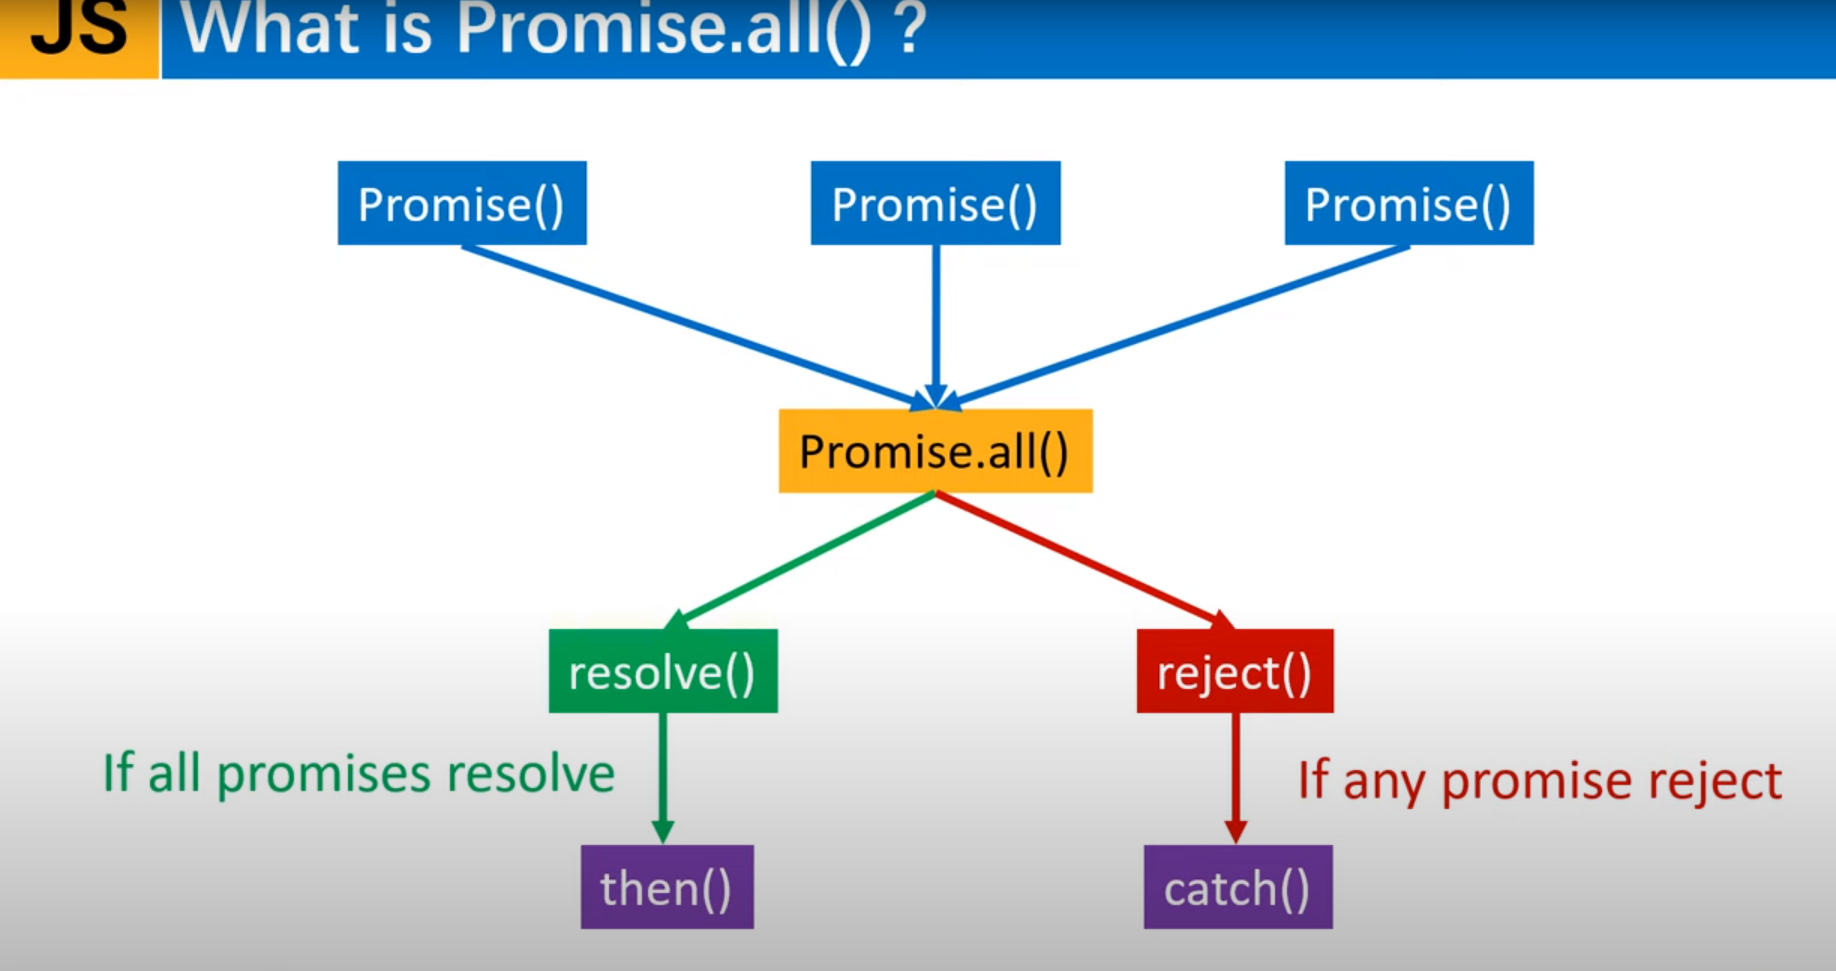 JS What is Promise.all() ?
Promise() Promise() Promise()
Promise.all()
resolve() reject()
If all promises resolve If any promise reject
then() catch()